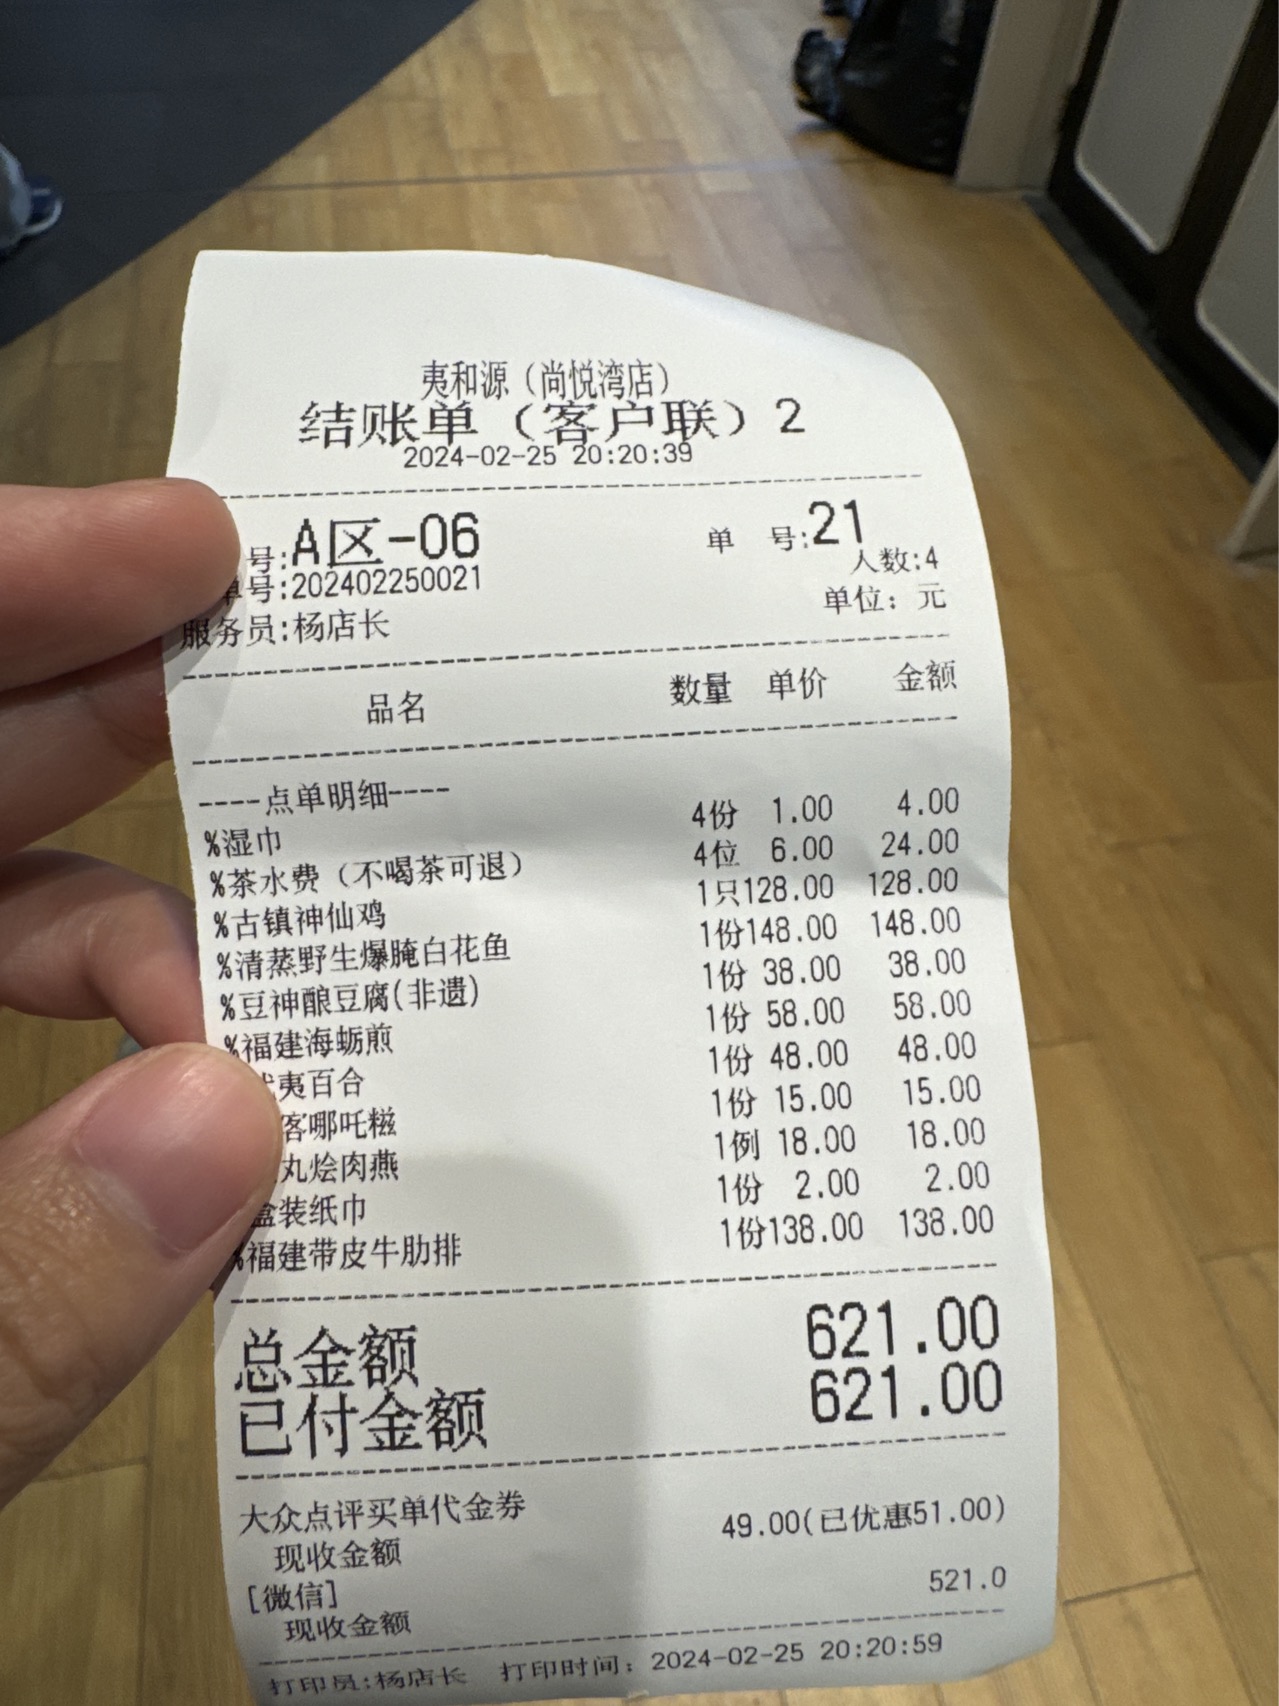 夷和源（尚悦湾店）
结账单（客户联）2
2024-02-25 20:20:39
号:A区-06 单 号:21
单号:202402250021 人数:4
服务员:杨店长 单位：元
品名 数量 单价 金额
----点单明细----
%湿巾 4份 1.00 4.00
%茶水费（不喝茶可退） 4位 6.00 24.00
%古镇神仙鸡 1只128.00 128.00
%清蒸野生爆腌白花鱼 1份148.00 148.00
%豆神酿豆腐(非遗) 1份 38.00 38.00
%福建海蛎煎 1份 58.00 58.00
夷百合 1份 48.00 48.00
客哪吒糍 1份 15.00 15.00
丸烩肉燕 1例 18.00 18.00
盒装纸巾 1份 2.00 2.00
%福建带皮牛肋排 1份138.00 138.00
总金额 621.00
已付金额 621.00
大众点评买单代金券
现收金额 49.00(已优惠51.00)
[微信]
现收金额 521.0
打印员:杨店长 打印时间：2024-02-25 20:20:59